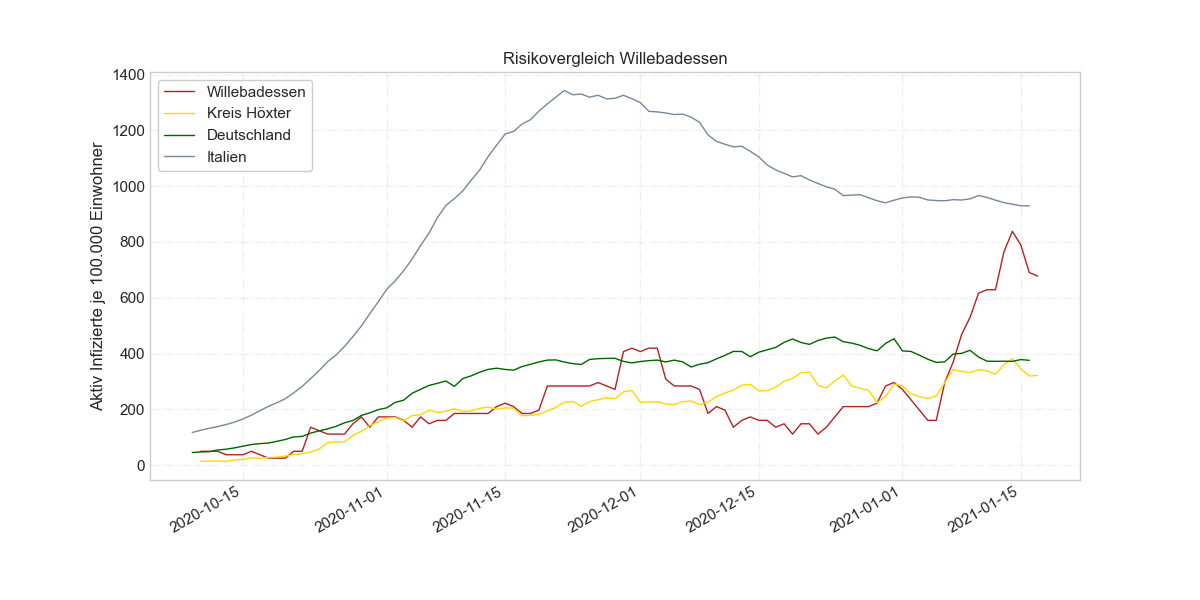 Risikovergleich Willebadessen
Aktiv Infizierte je 100.000 Einwohner
1400
1200
1000
800
600
400
200
0
Willebadessen
Kreis Höxter
Deutschland
Italien
2020-10-15
2020-11-01
2020-11-15
2020-12-01
2020-12-15
2021-01-01
2021-01-15